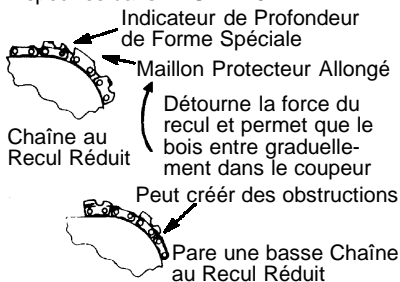 Indicateur de Profondeur
de Forme Spéciale
Maillon Protecteur Allongé
Détourne la force du
recul et permet que le
bois entre graduelle-
ment dans le coupeur
Chaîne au
Recul Réduit
Peut créér des obstructions
Pare une basse Chaîne
au Recul Réduit